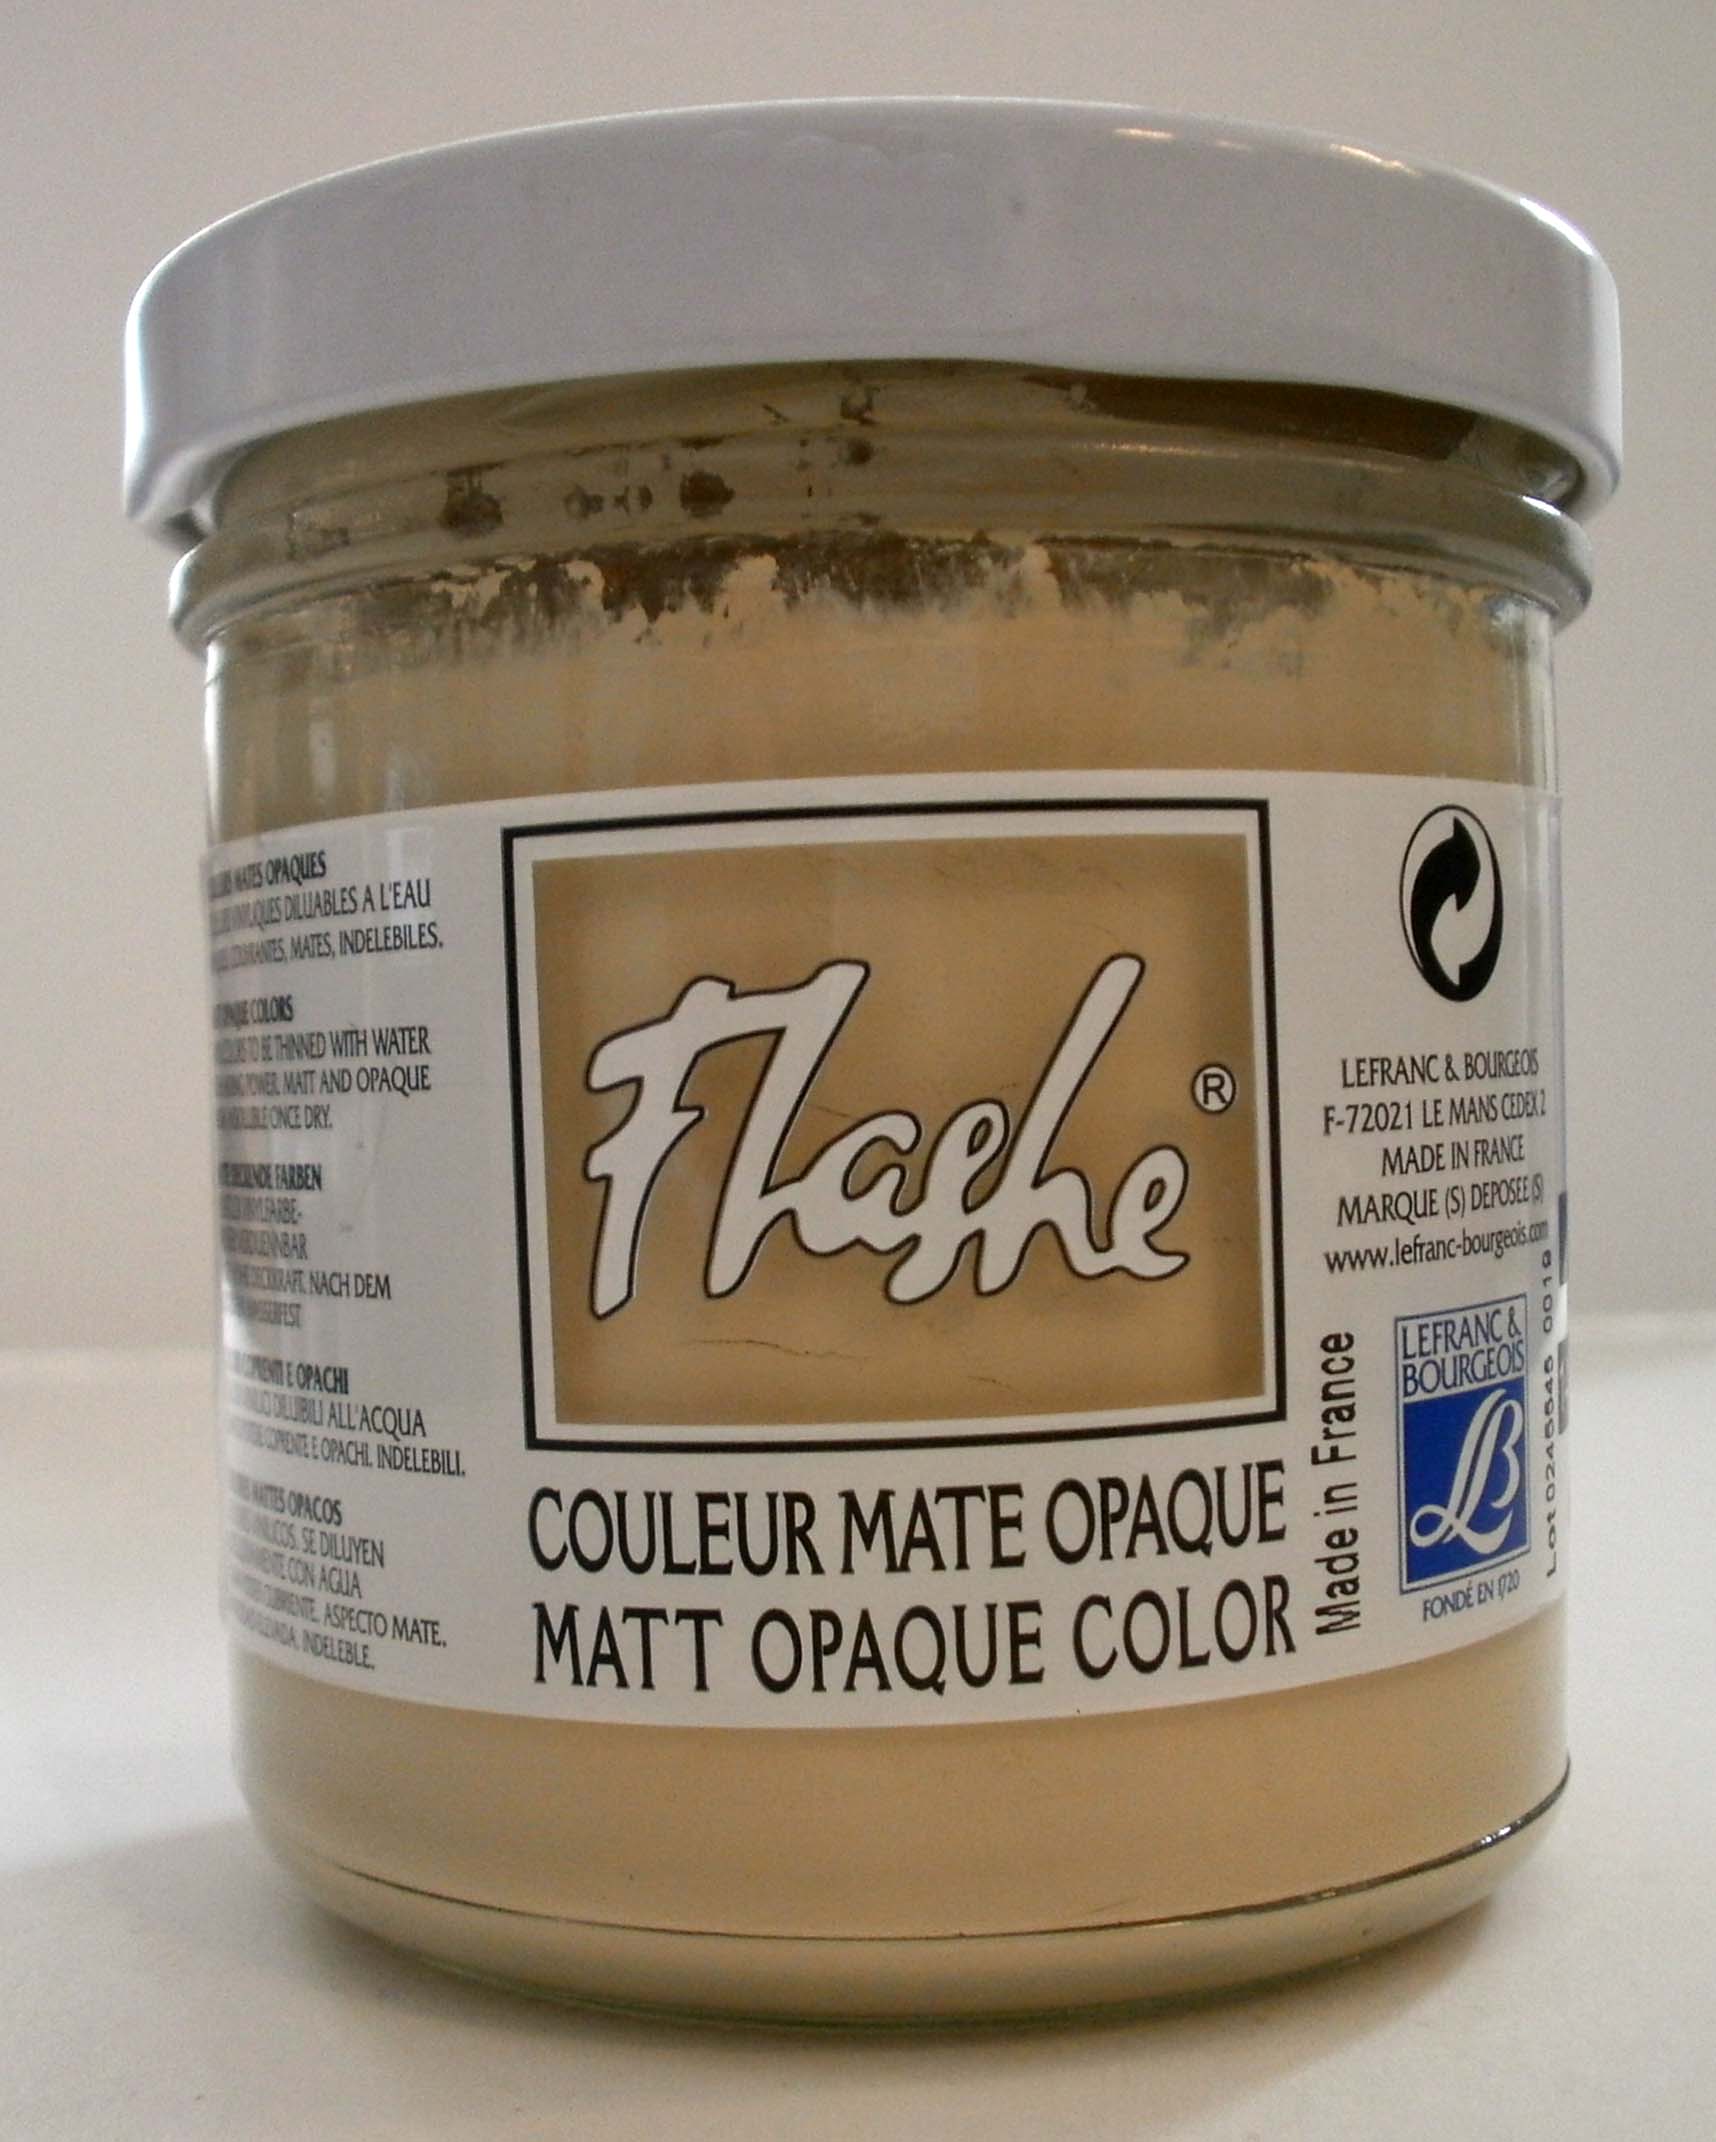 MATES OPAQUES
DILUABLES A L'EAU
MATES, INDELEBILES.
OPAQUE COLORS
TO BE THINNED WITH WATER
POWER. MATT AND OPAQUE
ONCE DRY.
FARBEN
NACH DEM
E OPACHI
DILUIBILI ALL'ACQUA
COPRENTE E OPACHI. INDELEBILI.
MATTES OPACOS
SE DILUYEN
CON AGUA
ASPECTO MATE.
INDELEBLE.
Flashe®
COULEUR MATE OPAQUE
MATT OPAQUE COLOR
LEFRANC & BOURGEOIS
F-72021 LE MANS CEDEX 2
MADE IN FRANCE
MARQUE (S) DEPOSEE (S)
www.lefranc-bourgeois.com
Made in France
LEFRANC &
BOURGEOIS
LB
FONDÉ EN 1720